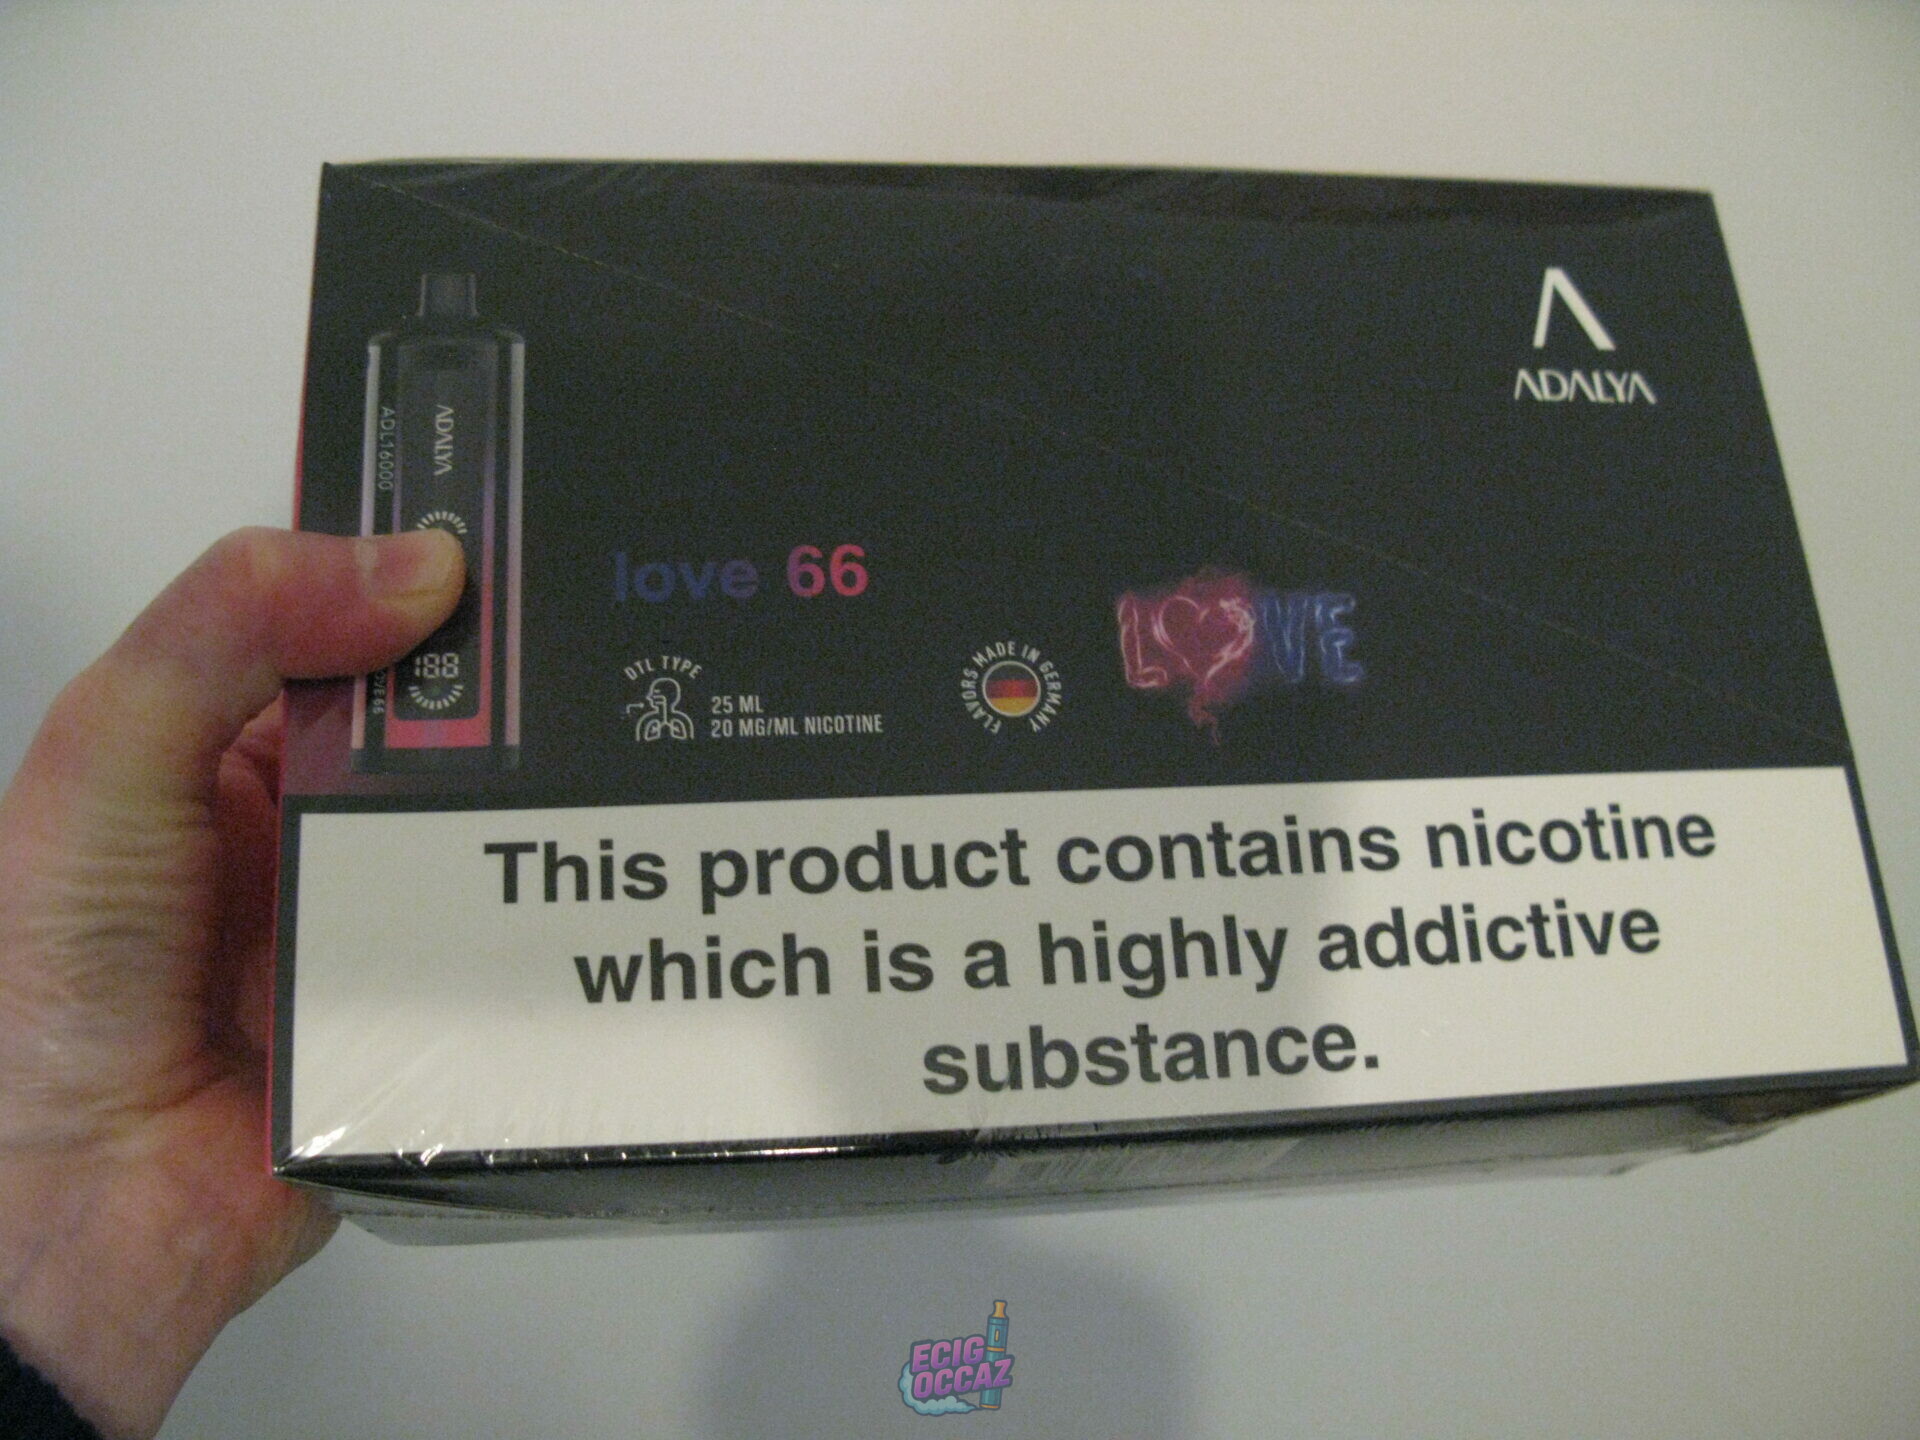 ADALYA
ADALYA
ADL16000
188
love 66
DTL TYPE
25 ML
20 MG/ML NICOTINE
FLAVORS MADE IN GERMANY
LOVE
This product contains nicotine
which is a highly addictive
substance.
ECIG
OCCAZ